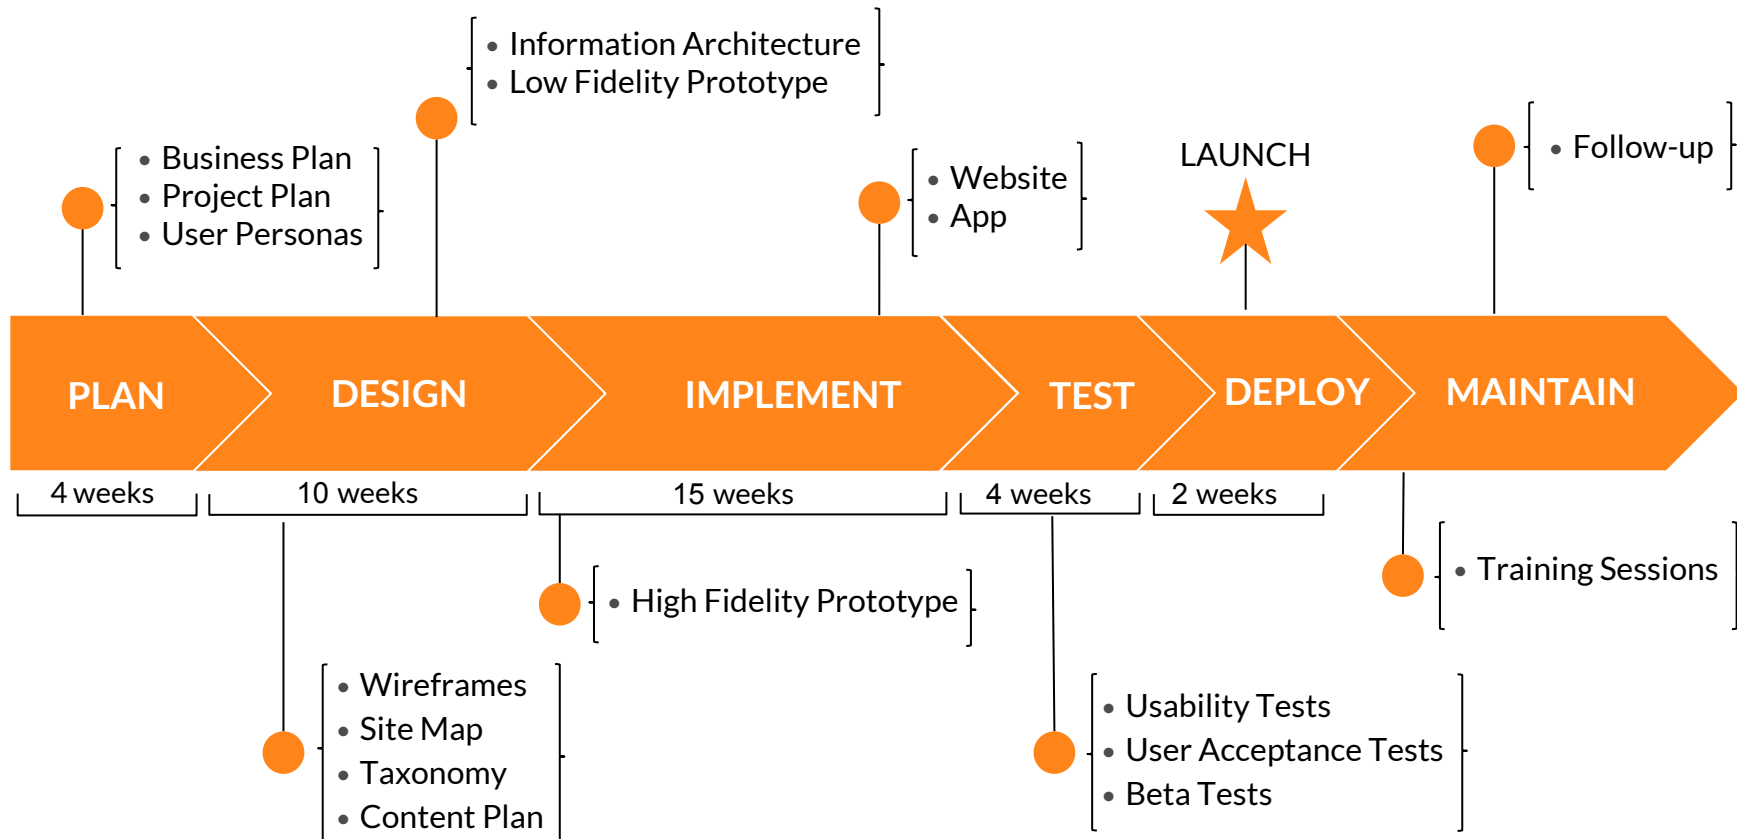 Information Architecture
Low Fidelity Prototype
Business Plan
Project Plan
User Personas
Website
App
LAUNCH
Follow-up
PLAN
DESIGN
IMPLEMENT
TEST
DEPLOY
MAINTAIN
4 weeks
10 weeks
15 weeks
4 weeks
2 weeks
High Fidelity Prototype
Training Sessions
Wireframes
Site Map
Taxonomy
Content Plan
Usability Tests
User Acceptance Tests
Beta Tests